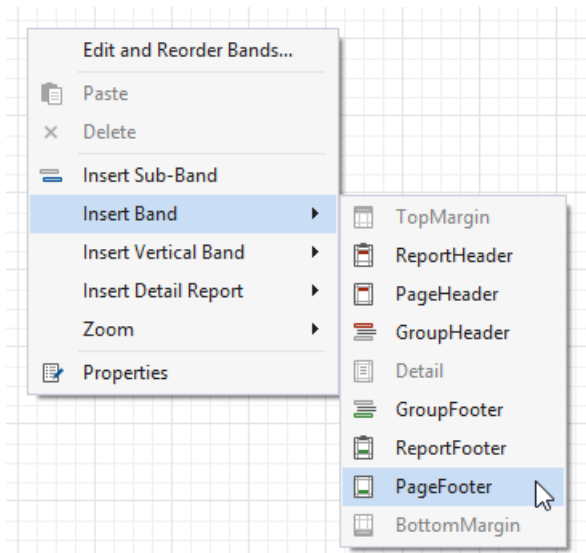 Edit and Reorder Bands...
Paste
Delete
Insert Sub-Band
Insert Band
Insert Vertical Band
Insert Detail Report
Zoom
Properties
TopMargin
ReportHeader
PageHeader
GroupHeader
Detail
GroupFooter
ReportFooter
PageFooter
BottomMargin